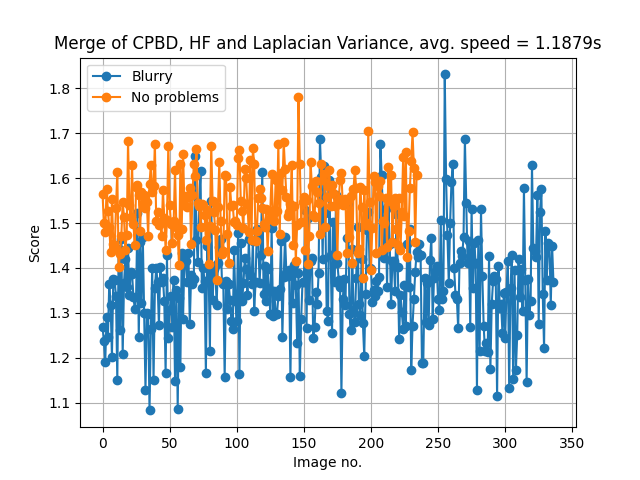 Merge of CPBD, HF and Laplacian Variance, avg. speed = 1.1879s
Blurry
No problems
1.8
1.7
1.6
1.5
1.4
1.3
1.2
1.1
Score
0 50 100 150 200 250 300 350
Image no.